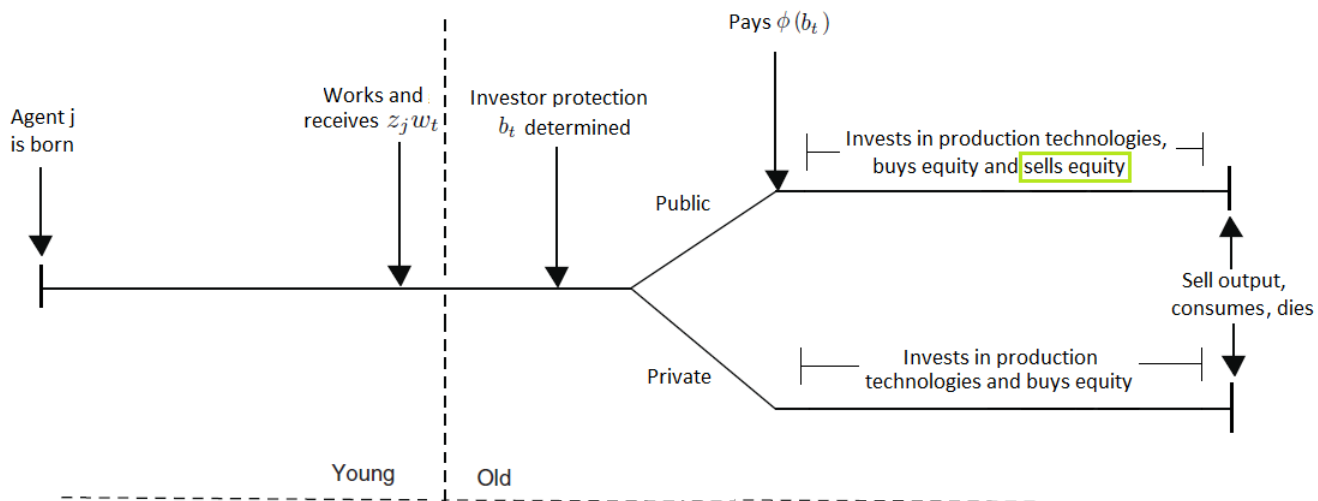 Pays ϕ(b_t)
Agent j
is born
Works and
receives z_j w_t
Investor protection
b_t determined
Invests in production technologies,
buys equity and sells equity
Public
Sell output,
consumes, dies
Private
Invests in production
technologies and buys equity
Young
Old